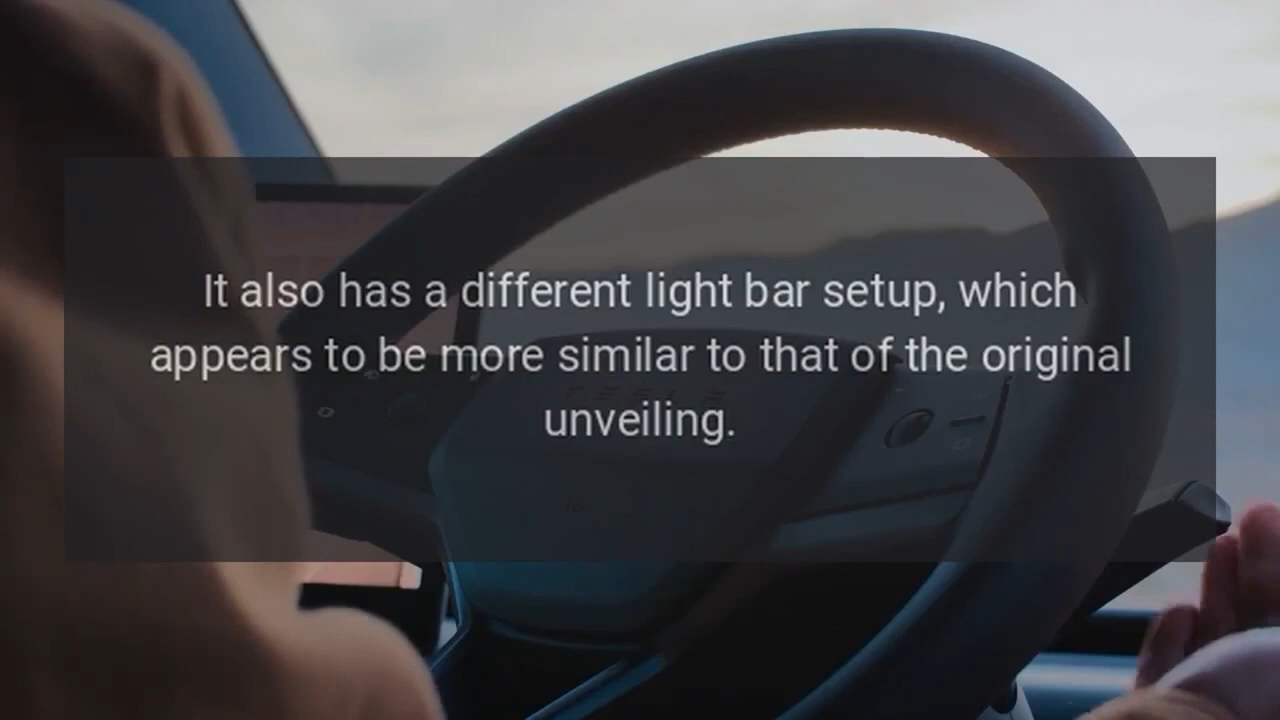 It also has a different light bar setup, which
appears to be more similar to that of the original
unveiling.
TESLA